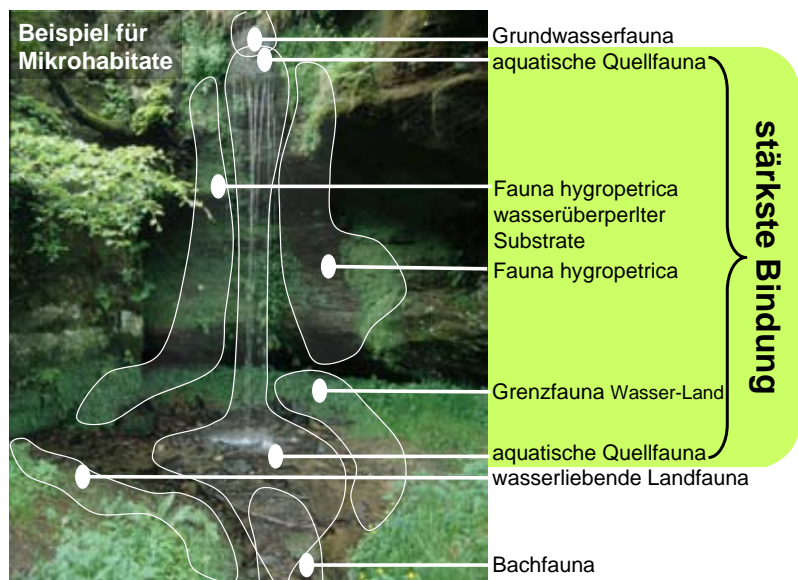 Beispiel für
Mikrohabitate
Grundwasserfauna
aquatische Quellfauna
Fauna hygropetrica
wasserüberperlter
Substrate
Fauna hygropetrica
Grenzfauna Wasser-Land
aquatische Quellfauna
wasserliebende Landfauna
Bachfauna
stärkste Bindung